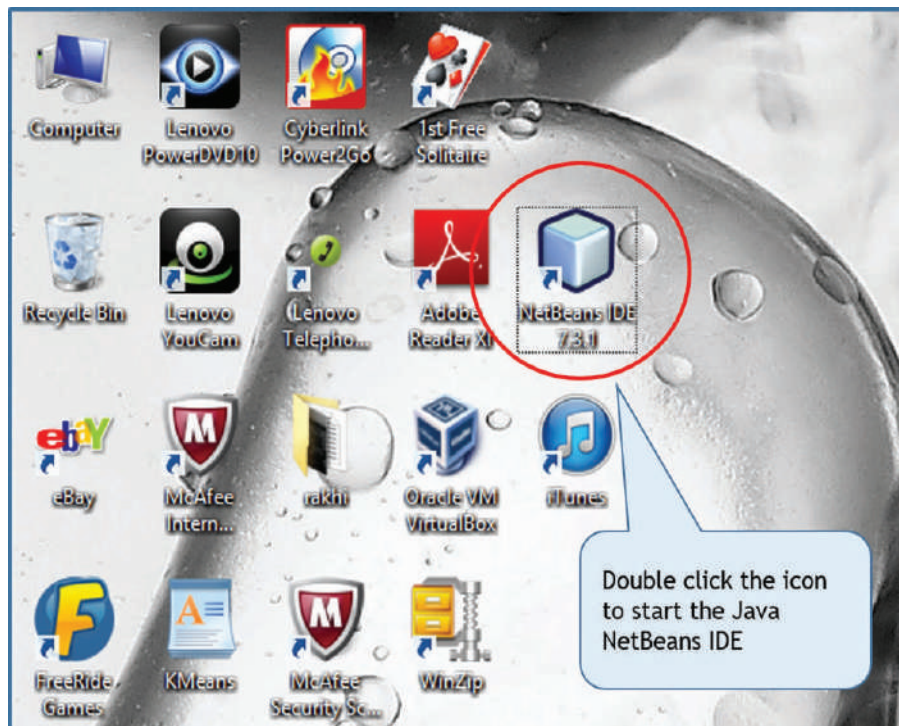 Computer
Lenovo
PowerDVD10
Cyberlink
Power2Go
1st Free
Solitaire
Recycle Bin
Lenovo
YouCam
Lenovo
Telepho...
Adobe
Reader XI
NetBeans IDE
7.3.1
ebaY
eBay
McAfee
Intern...
rakhi
Oracle VM
VirtualBox
iTunes
FreeRide
Games
A
KMeans
McAfee
Security Sc...
WinZip
Double click the icon
to start the Java
NetBeans IDE